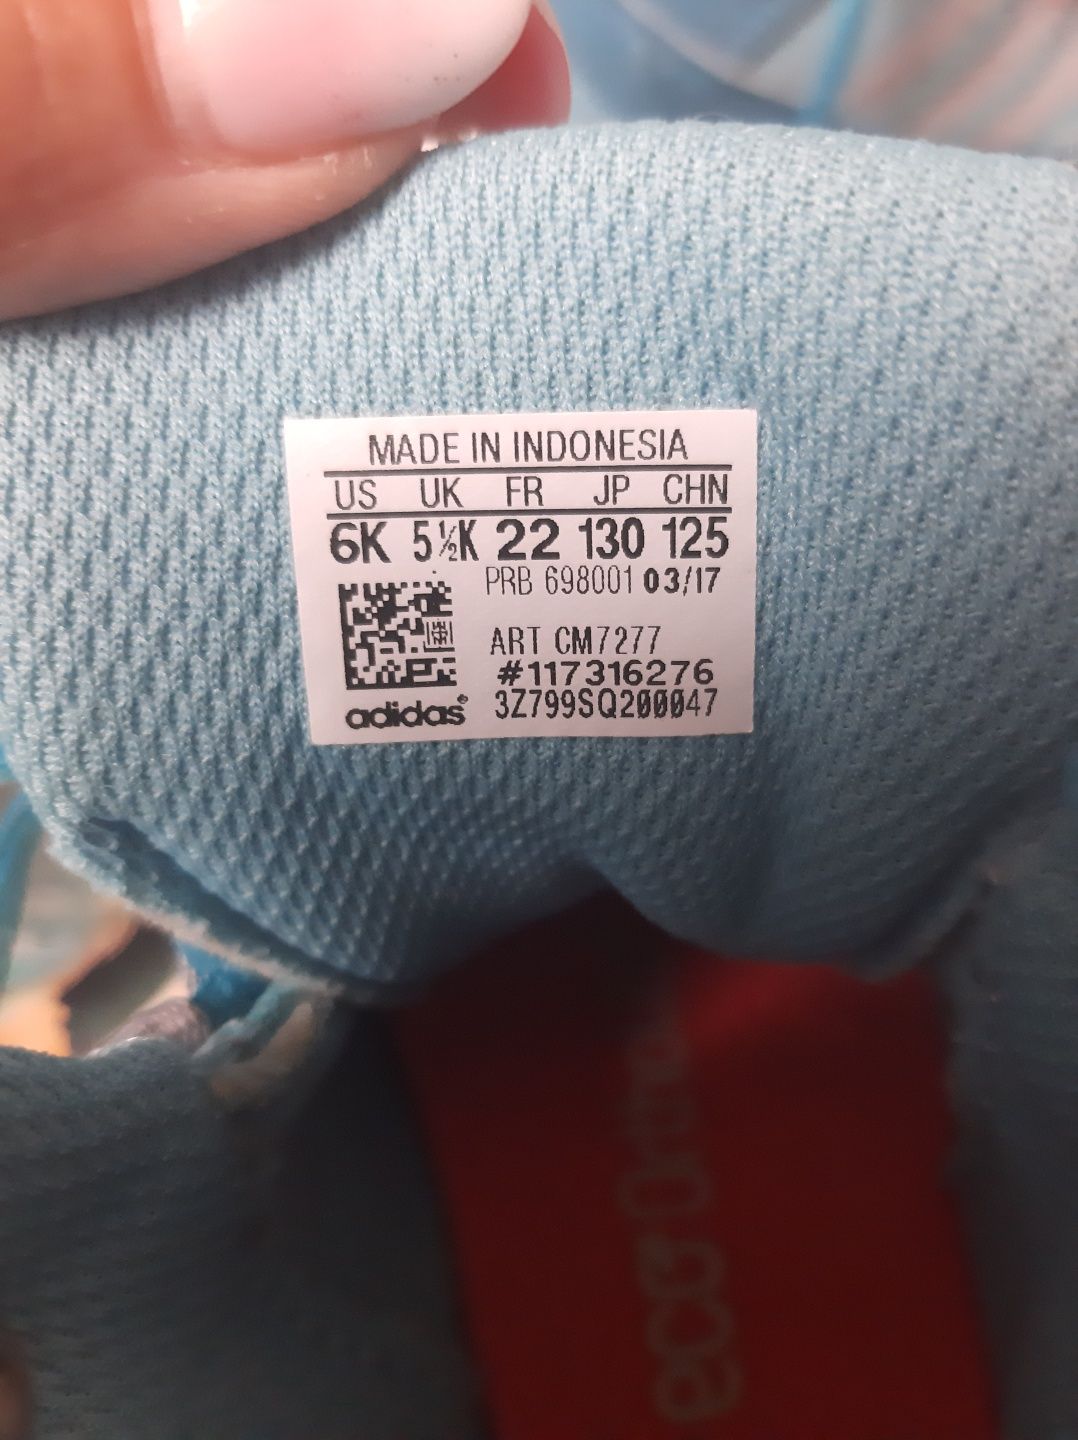 MADE IN INDONESIA
US UK FR JP CHN
6K 5½K 22 130 125
PRB 698001 03/17
ART CM7277
#117316276
adidas® 3Z799SQ200047